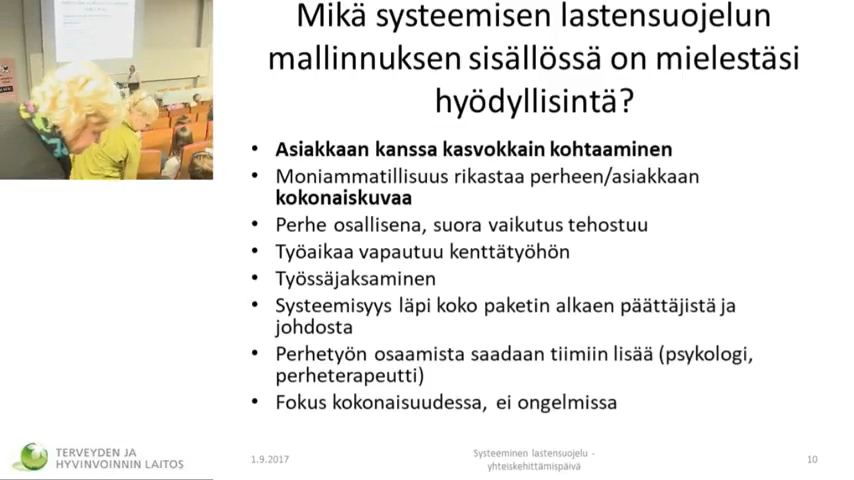 Mikä systeemisen lastensuojelun
mallinnuksen sisällössä on mielestäsi
hyödyllisintä?
• Asiakkaan kanssa kasvokkain kohtaaminen
• Moniammatillisuus rikastaa perheen/asiakkaan
kokonaiskuvaa
• Perhe osallisena, suora vaikutus tehostuu
• Työaikaa vapautuu kenttätyöhön
• Työssäjaksaminen
• Systeemisyys läpi koko paketin alkaen päättäjistä ja
johdosta
• Perhetyön osaamista saadaan tiimiin lisää (psykologi,
perheterapeutti)
• Fokus kokonaisuudessa, ei ongelmissa
TERVEYDEN JA
HYVINVOINNIN LAITOS
1.9.2017
Systeeminen lastensuojelu -
yhteiskehittämispäivä
10